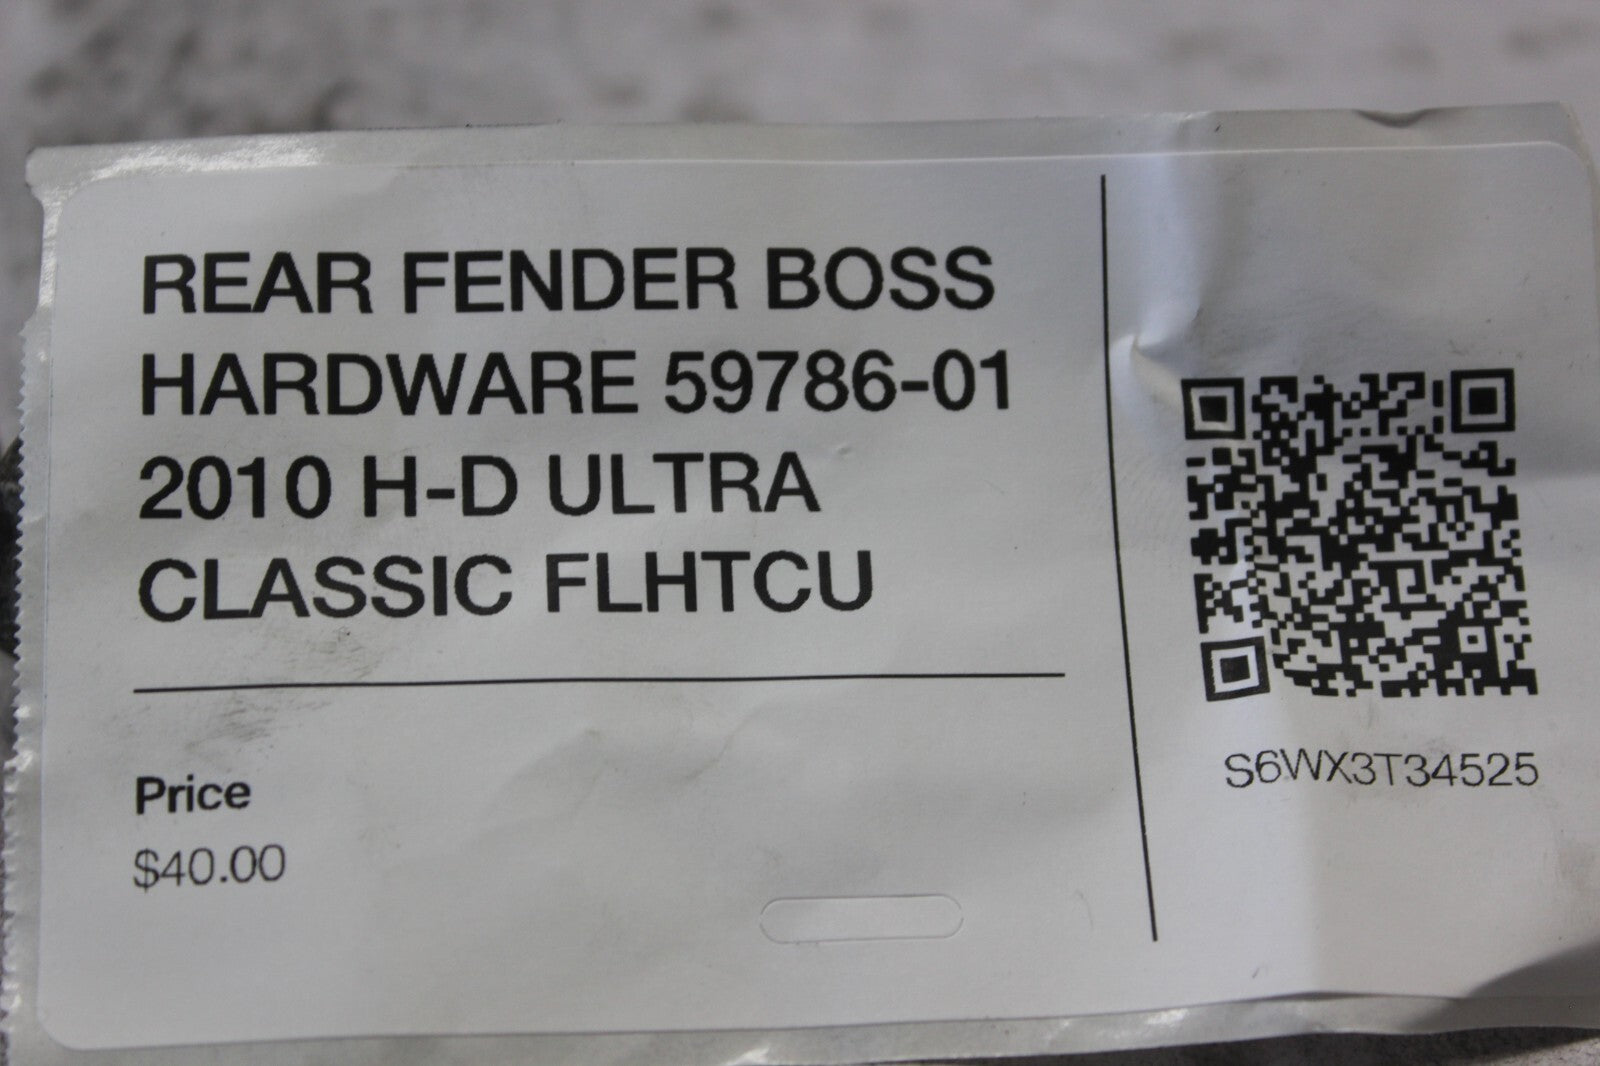 REAR FENDER BOSS
HARDWARE 59786-01
2010 H-D ULTRA
CLASSIC FLHTCU
Price
$40.00
S6WX3T34525